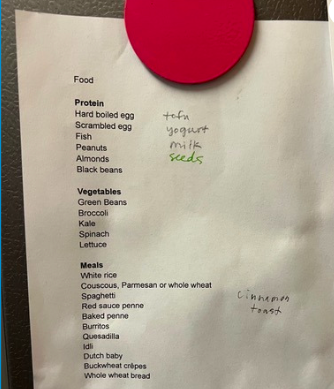 Food
Protein
Hard boiled egg
Scrambled egg
Fish
Peanuts
Almonds
Black beans
tofu
yogurt
milk
seeds
Vegetables
Green Beans
Broccoli
Kale
Spinach
Lettuce
Meals
White rice
Couscous, Parmesan or whole wheat
Spaghetti
Red sauce penne
Baked penne
Burritos
Quesadilla
Idli
Dutch baby
Buckwheat crêpes
Whole wheat bread
cinnamon
toast